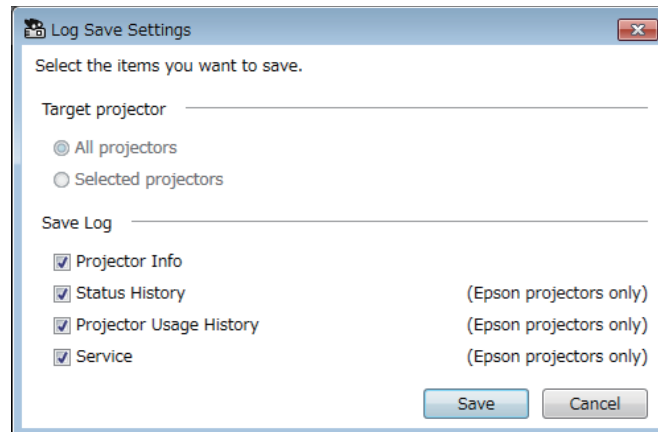 Log Save Settings
Select the items you want to save.
Target projector
All projectors
Selected projectors
Save Log
Projector Info
Status History (Epson projectors only)
Projector Usage History (Epson projectors only)
Service (Epson projectors only)
Save Cancel